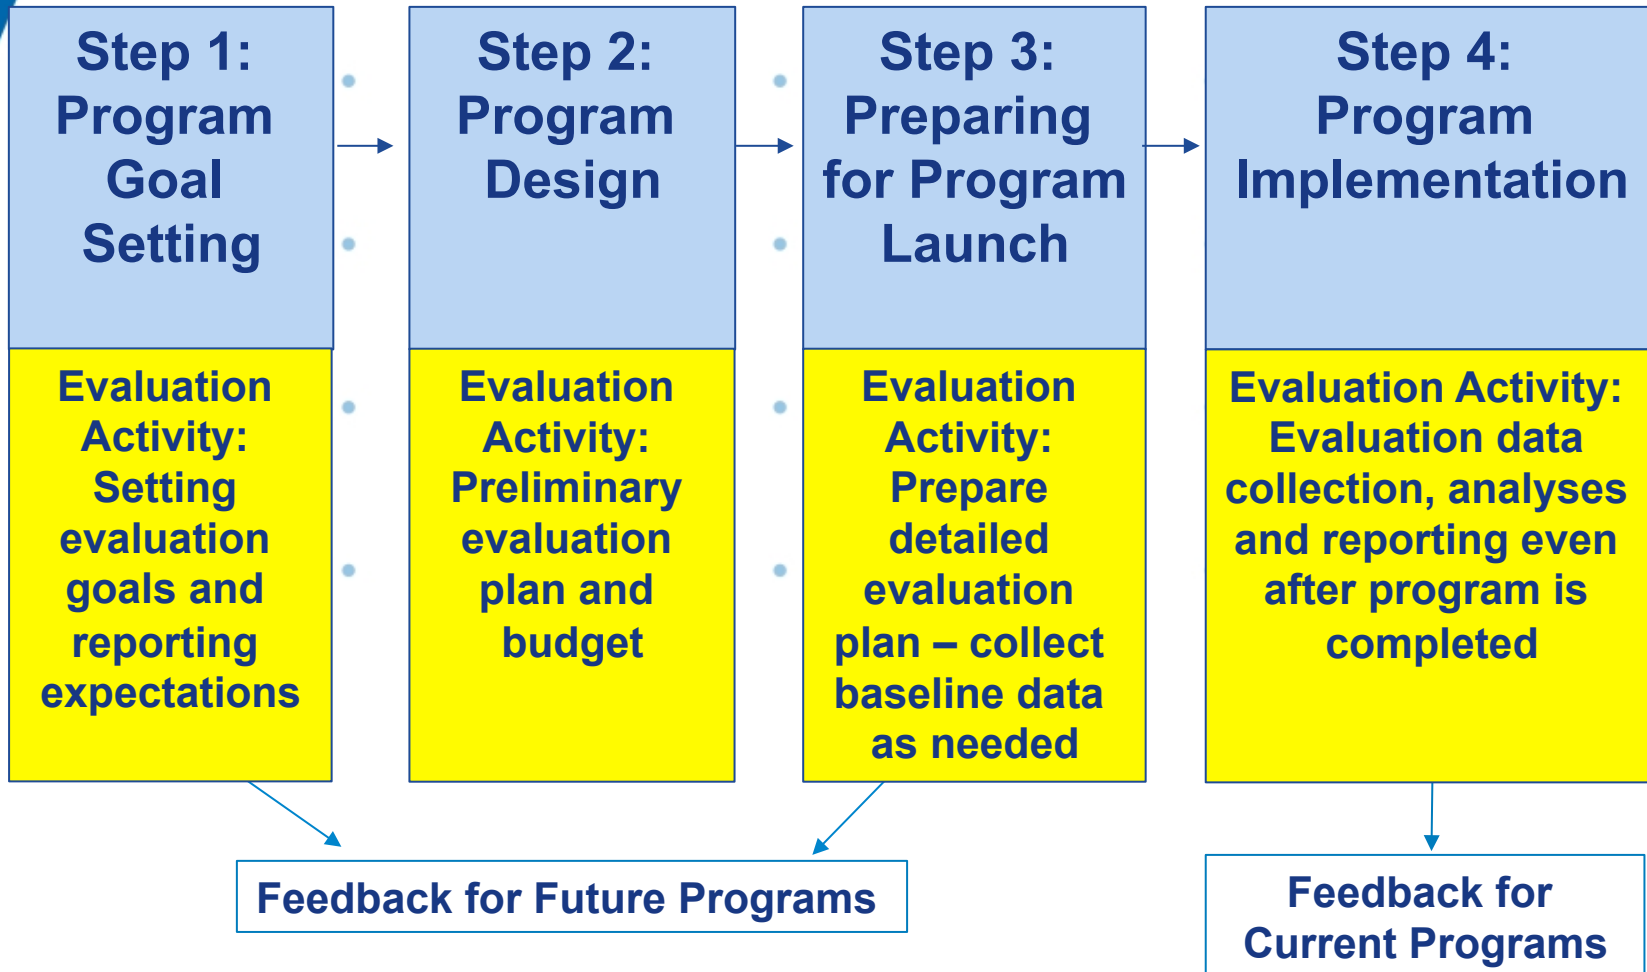 Step 1:
Program
Goal
Setting
Evaluation
Activity:
Setting
evaluation
goals and
reporting
expectations
Step 2:
Program
Design
Evaluation
Activity:
Preliminary
evaluation
plan and
budget
Step 3:
Preparing
for Program
Launch
Evaluation
Activity:
Prepare
detailed
evaluation
plan – collect
baseline data
as needed
Step 4:
Program
Implementation
Evaluation Activity:
Evaluation data
collection, analyses
and reporting even
after program is
completed
Feedback for Future Programs
Feedback for
Current Programs